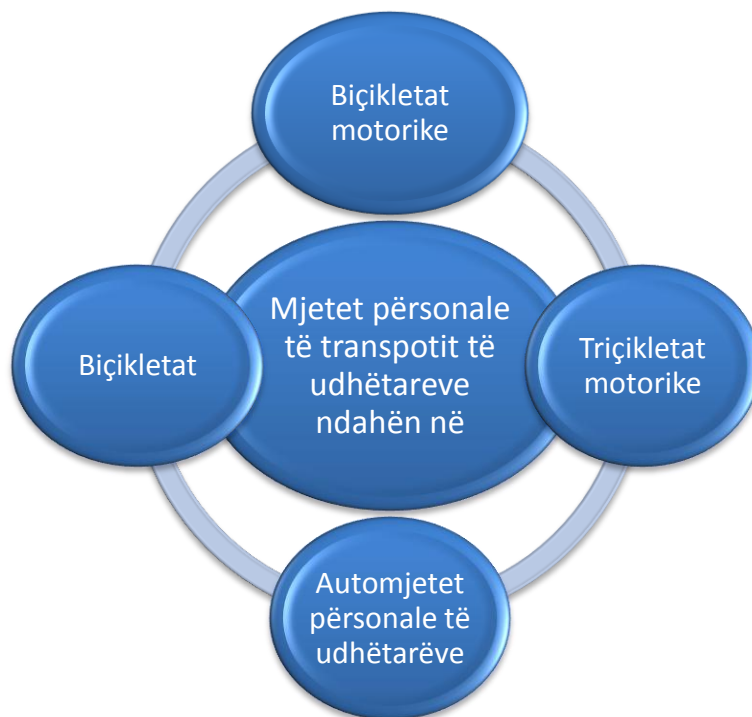 Biçikletat
motorike
Mjetet përsonale
të transpotit të
udhëtareve
ndahën në
Biçikletat
Triçikletat
motorike
Automjetet
përsonale të
udhëtarëve